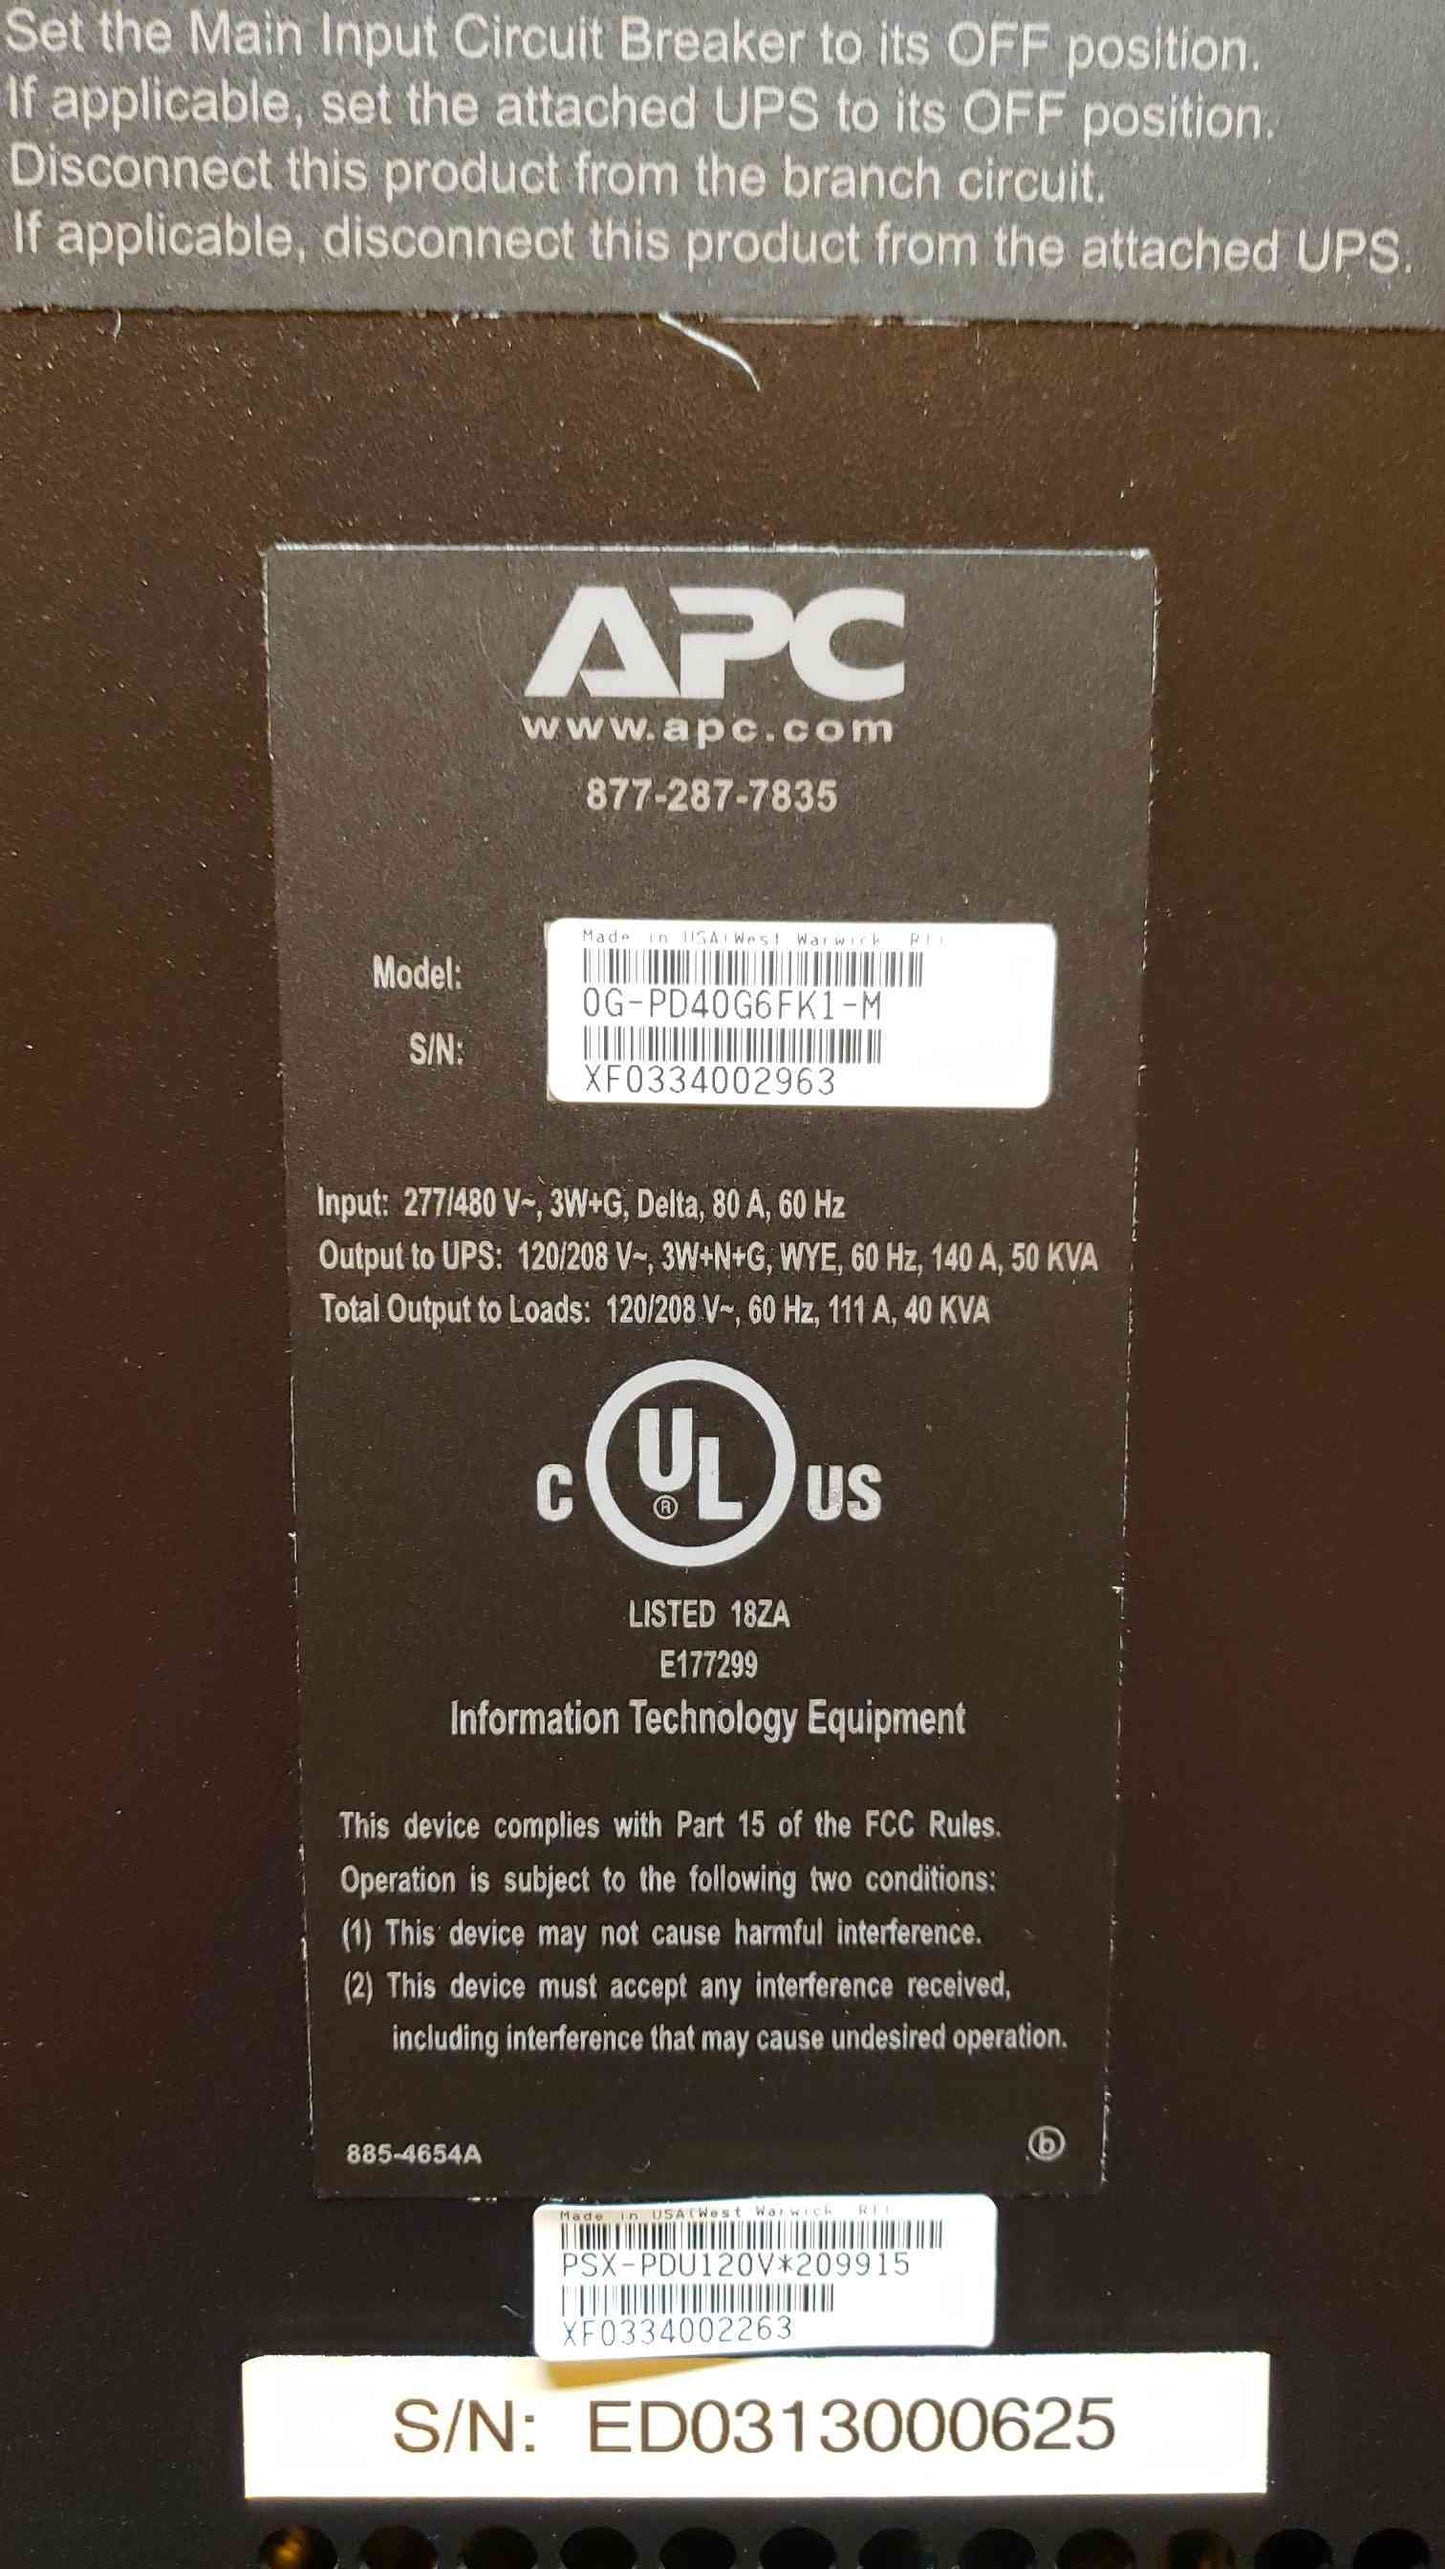 Set the Main Input Circuit Breaker to its OFF position.
If applicable, set the attached UPS to its OFF position.
Disconnect this product from the branch circuit.
If applicable, disconnect this product from the attached UPS.
APC
www.apc.com
877-287-7835
Made in USA(West Warwick, RI)
Model: 0G-PD40G6FK1-M
S/N: XF0334002963
Input: 277/480 V~, 3W+G, Delta, 80 A, 60 Hz
Output to UPS: 120/208 V~, 3W+N+G, WYE, 60 Hz, 140 A, 50 KVA
Total Output to Loads: 120/208 V~, 60 Hz, 111 A, 40 KVA
C UL® US
LISTED 18ZA
E177299
Information Technology Equipment
This device complies with Part 15 of the FCC Rules.
Operation is subject to the following two conditions:
(1) This device may not cause harmful interference.
(2) This device must accept any interference received,
including interference that may cause undesired operation.
885-4654A b
Made in USA(West Warwick, RI)
PSX-PDU120V*209915
XF0334002263
S/N: ED0313000625